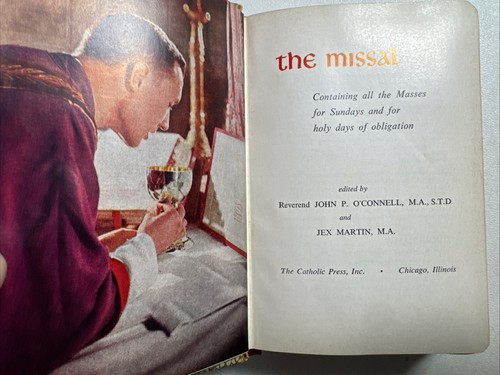 the missal
Containing all the Masses
for Sundays and for
holy days of obligation
edited by
Reverend JOHN P. O'CONNELL, M.A., S.T.D
and
JEX MARTIN, M.A.
The Catholic Press, Inc. • Chicago, Illinois